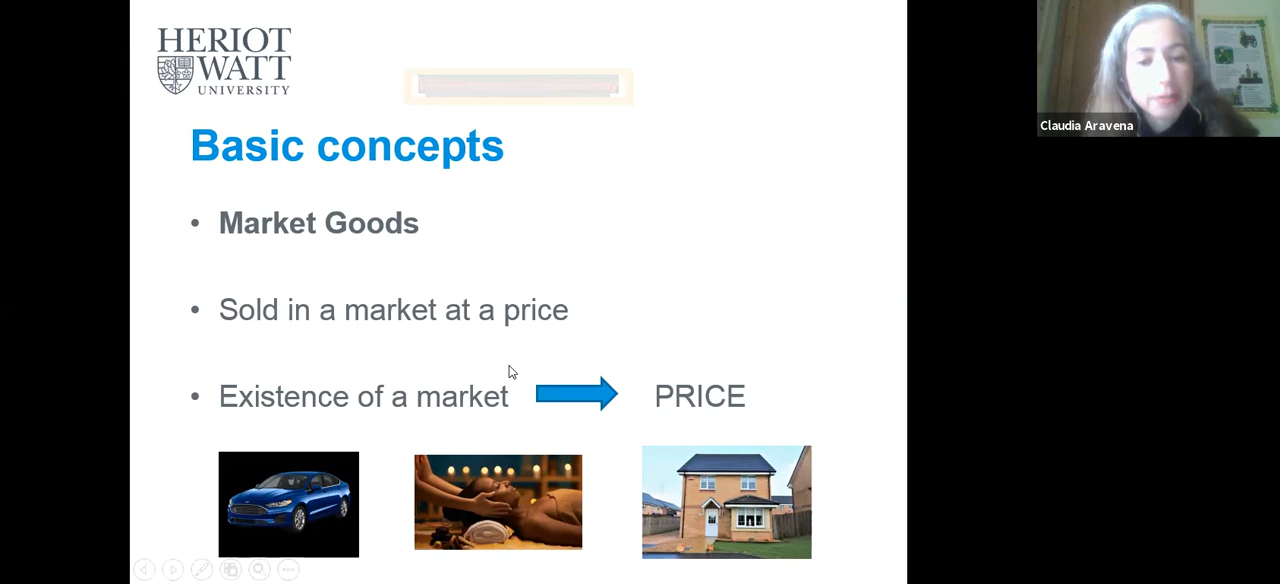 HERIOT
WATT
UNIVERSITY
Basic concepts
• Market Goods
• Sold in a market at a price
• Existence of a market
PRICE
Claudia Aravena